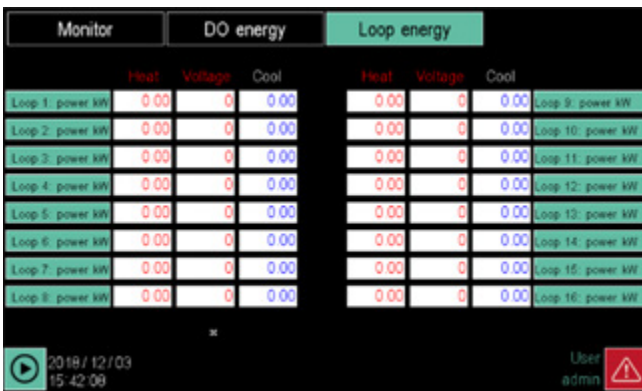 Monitor DO energy Loop energy
Heat Voltage Cool Heat Voltage Cool
Loop 1: power kW 0.00 0 0.00 0.00 0 0.00 Loop 9: power kW
Loop 2: power kW 0.00 0 0.00 0.00 0 0.00 Loop 10: power kW
Loop 3: power kW 0.00 0 0.00 0.00 0 0.00 Loop 11: power kW
Loop 4: power kW 0.00 0 0.00 0.00 0 0.00 Loop 12: power kW
Loop 5: power kW 0.00 0 0.00 0.00 0 0.00 Loop 13: power kW
Loop 6: power kW 0.00 0 0.00 0.00 0 0.00 Loop 14: power kW
Loop 7: power kW 0.00 0 0.00 0.00 0 0.00 Loop 15: power kW
Loop 8: power kW 0.00 0 0.00 0.00 0 0.00 Loop 16: power kW
2018/12/03
15:42:08
User
admin